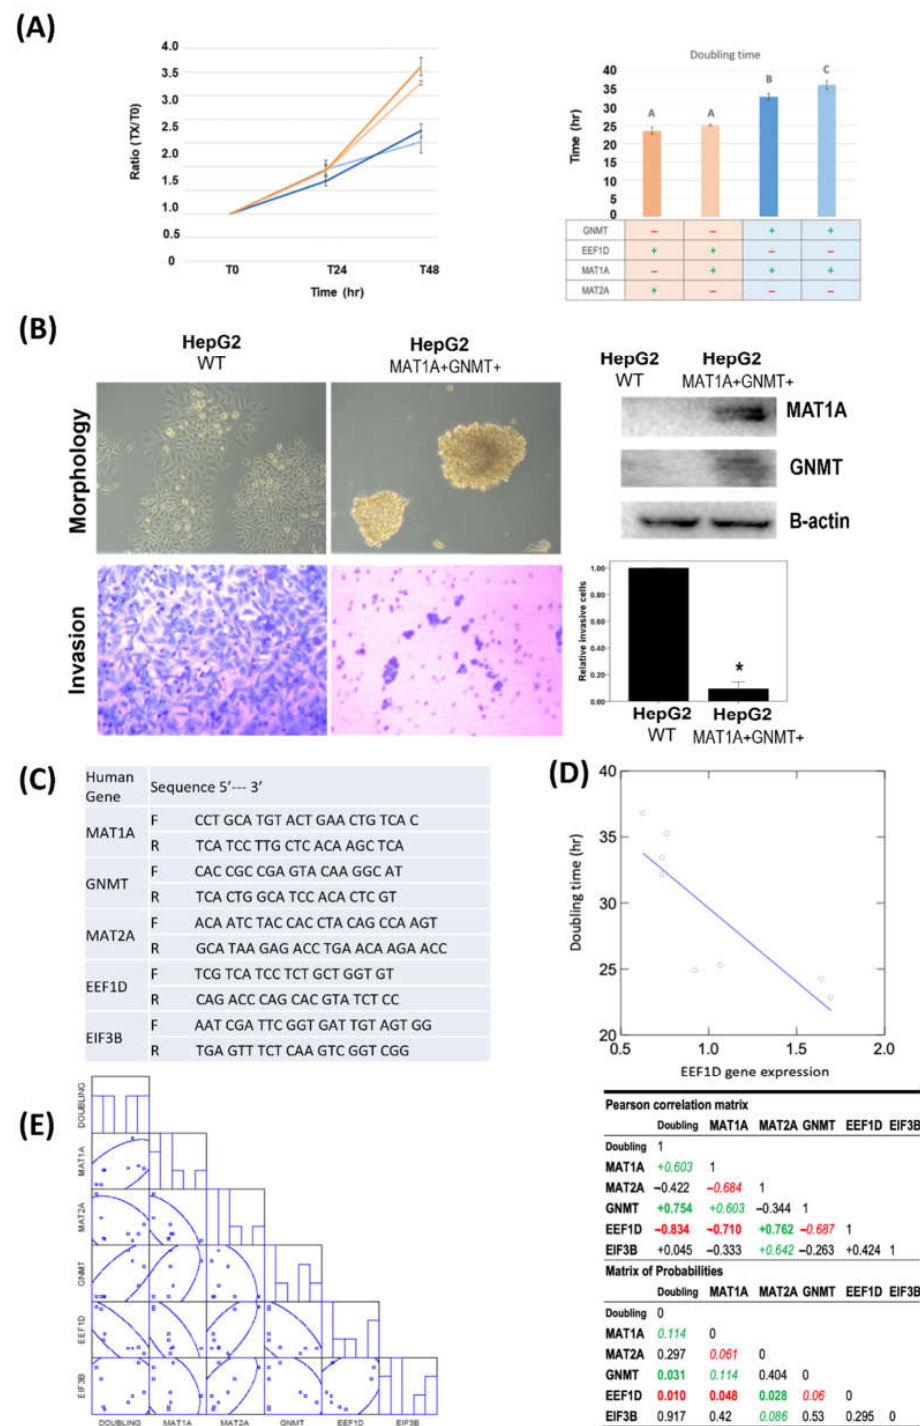 (A)
4.0
3.5
3.0
2.5
2.0
1.5
1.0
0.5
0
Ratio (TX/T0)
T0 T24 T48
Time (hr)
Doubling time
40
35
30
25
20
15
10
5
0
Time (hr)
A A B C
GNMT – – + +
EEF1D + + – –
MAT1A – + + +
MAT2A + – – –
(B)
HepG2
WT
HepG2
MAT1A+GNMT+
Morphology
Invasion
HepG2
WT
HepG2
MAT1A+GNMT+
MAT1A
GNMT
B-actin
Relative invasive cells
1.00
0.80
0.60
0.40
0.20
0.00
*
HepG2
WT
HepG2
MAT1A+GNMT+
(C)
Human Gene
Sequence 5’--- 3’
MAT1A
F CCT GCA TGT ACT GAA CTG TCA C
R TCA TCC TTG CTC ACA AGC TCA
GNMT
F CAC CGC CGA GTA CAA GGC AT
R TCA CTG GCA TCC ACA CTC GT
MAT2A
F ACA ATC TAC CAC CTA CAG CCA AGT
R GCA TAA GAG ACC TGA ACA AGA ACC
EEF1D
F TCG TCA TCC TCT GCT GGT GT
R CAG ACC CAG CAC GTA TCT CC
EIF3B
F AAT CGA TTC GGT GAT TGT AGT GG
R TGA GTT TCT CAA GTC GGT CGG
(D)
40
35
30
25
20
Doubling time (hr)
0.5 1.0 1.5 2.0
EEF1D gene expression
Pearson correlation matrix
Doubling MAT1A MAT2A GNMT EEF1D EIF3B
Doubling 1
MAT1A +0.603 1
MAT2A –0.422 –0.684 1
GNMT +0.754 +0.603 –0.344 1
EEF1D –0.834 –0.710 +0.762 –0.687 1
EIF3B +0.045 –0.333 +0.642 –0.263 +0.424 1
Matrix of Probabilities
Doubling MAT1A MAT2A GNMT EEF1D EIF3B
Doubling 0
MAT1A 0.114 0
MAT2A 0.297 0.061 0
GNMT 0.031 0.114 0.404 0
EEF1D 0.010 0.048 0.028 0.06 0
EIF3B 0.917 0.42 0.086 0.53 0.295 0
(E)
DOUBLING
MAT1A
MAT2A
GNMT
EEF1D
EIF3B
DOUBLING MAT1A MAT2A GNMT EEF1D EIF3B